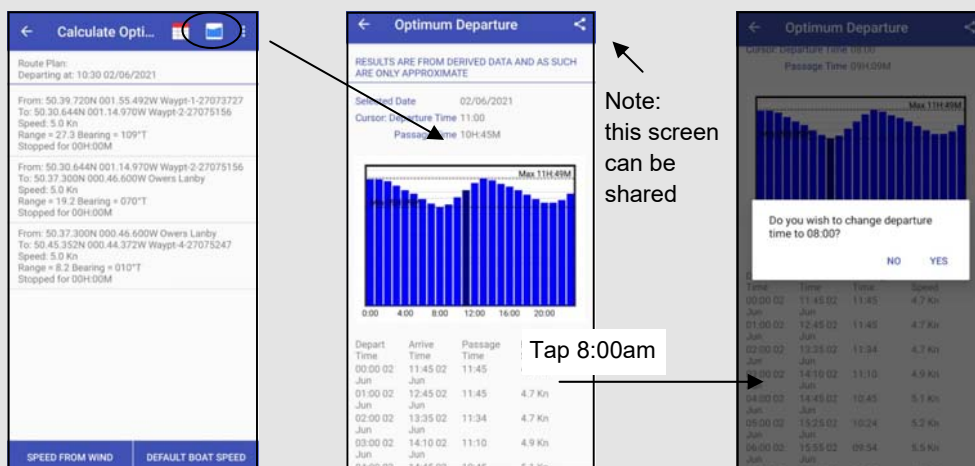 Calculate Opti...
Route Plan:
Departing at: 10:30 02/06/2021
From: 50.39.720N 001.55.492W Waypt-1-27073727
To: 50.30.644N 001.14.970W Waypt-2-27075156
Speed: 5.0 Kn
Range = 27.3 Bearing = 109°T
Stopped for 00H:00M
From: 50.30.644N 001.14.970W Waypt-2-27075156
To: 50.37.300N 000.46.600W Owers Lanby
Speed: 5.0 Kn
Range = 19.2 Bearing = 070°T
Stopped for 00H:00M
From: 50.37.300N 000.46.600W Owers Lanby
To: 50.45.352N 000.44.372W Waypt-4-27075247
Speed: 5.0 Kn
Range = 8.2 Bearing = 010°T
Stopped for 00H:00M
SPEED FROM WIND DEFAULT BOAT SPEED
Optimum Departure
RESULTS ARE FROM DERIVED DATA AND AS SUCH
ARE ONLY APPROXIMATE
Selected Date 02/06/2021
Cursor: Departure Time 11:00
Passage Time 10H:45M
Max 11H:49M
0:00 4:00 8:00 12:00 16:00 20:00
Depart Arrive Passage
Time Time Time
00:00 02 11:45 02 11:45
Jun Jun
01:00 02 12:45 02 11:45 4.7 Kn
Jun Jun
02:00 02 13:35 02 11:34 4.7 Kn
Jun Jun
03:00 02 14:10 02 11:10 4.9 Kn
Jun Jun
Tap 8:00am
Note:
this screen
can be
shared
Optimum Departure
Cursor: Departure Time 08:00
Passage Time 09H:09M
Max 11H:49M
Do you wish to change departure
time to 08:00?
NO YES
Time Time Time Speed
00:00 02 11:45 02 11:45 4.7 Kn
Jun Jun
01:00 02 12:45 02 11:45 4.7 Kn
Jun Jun
02:00 02 13:35 02 11:34 4.7 Kn
Jun Jun
03:00 02 14:10 02 11:10 4.9 Kn
Jun Jun
04:00 02 14:45 02 10:45 5.1 Kn
Jun Jun
05:00 02 15:25 02 10:24 5.2 Kn
Jun Jun
06:00 02 15:55 02 09:54 5.5 Kn
Jun Jun